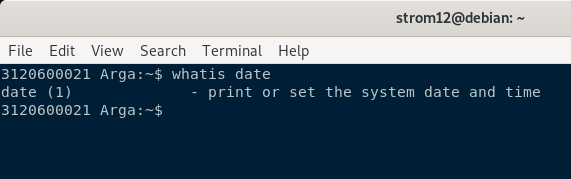 strom12@debian: ~
File Edit View Search Terminal Help
3120600021 Arga:~$ whatis date
date (1)             - print or set the system date and time
3120600021 Arga:~$